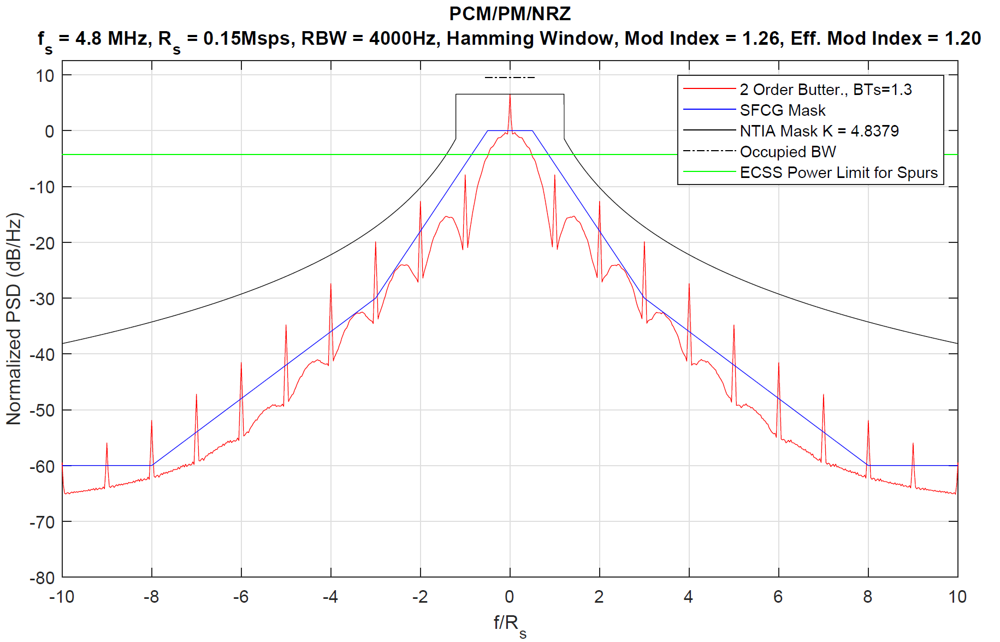 PCM/PM/NRZ
fs = 4.8 MHz, Rs = 0.15Msps, RBW = 4000Hz, Hamming Window, Mod Index = 1.26, Eff. Mod Index = 1.20
2 Order Butter., BTs=1.3
SFCG Mask
NTIA Mask K = 4.8379
Occupied BW
ECSS Power Limit for Spurs
Normalized PSD (dB/Hz)
10
0
-10
-20
-30
-40
-50
-60
-70
-80
-10 -8 -6 -4 -2 0 2 4 6 8 10
f/Rs